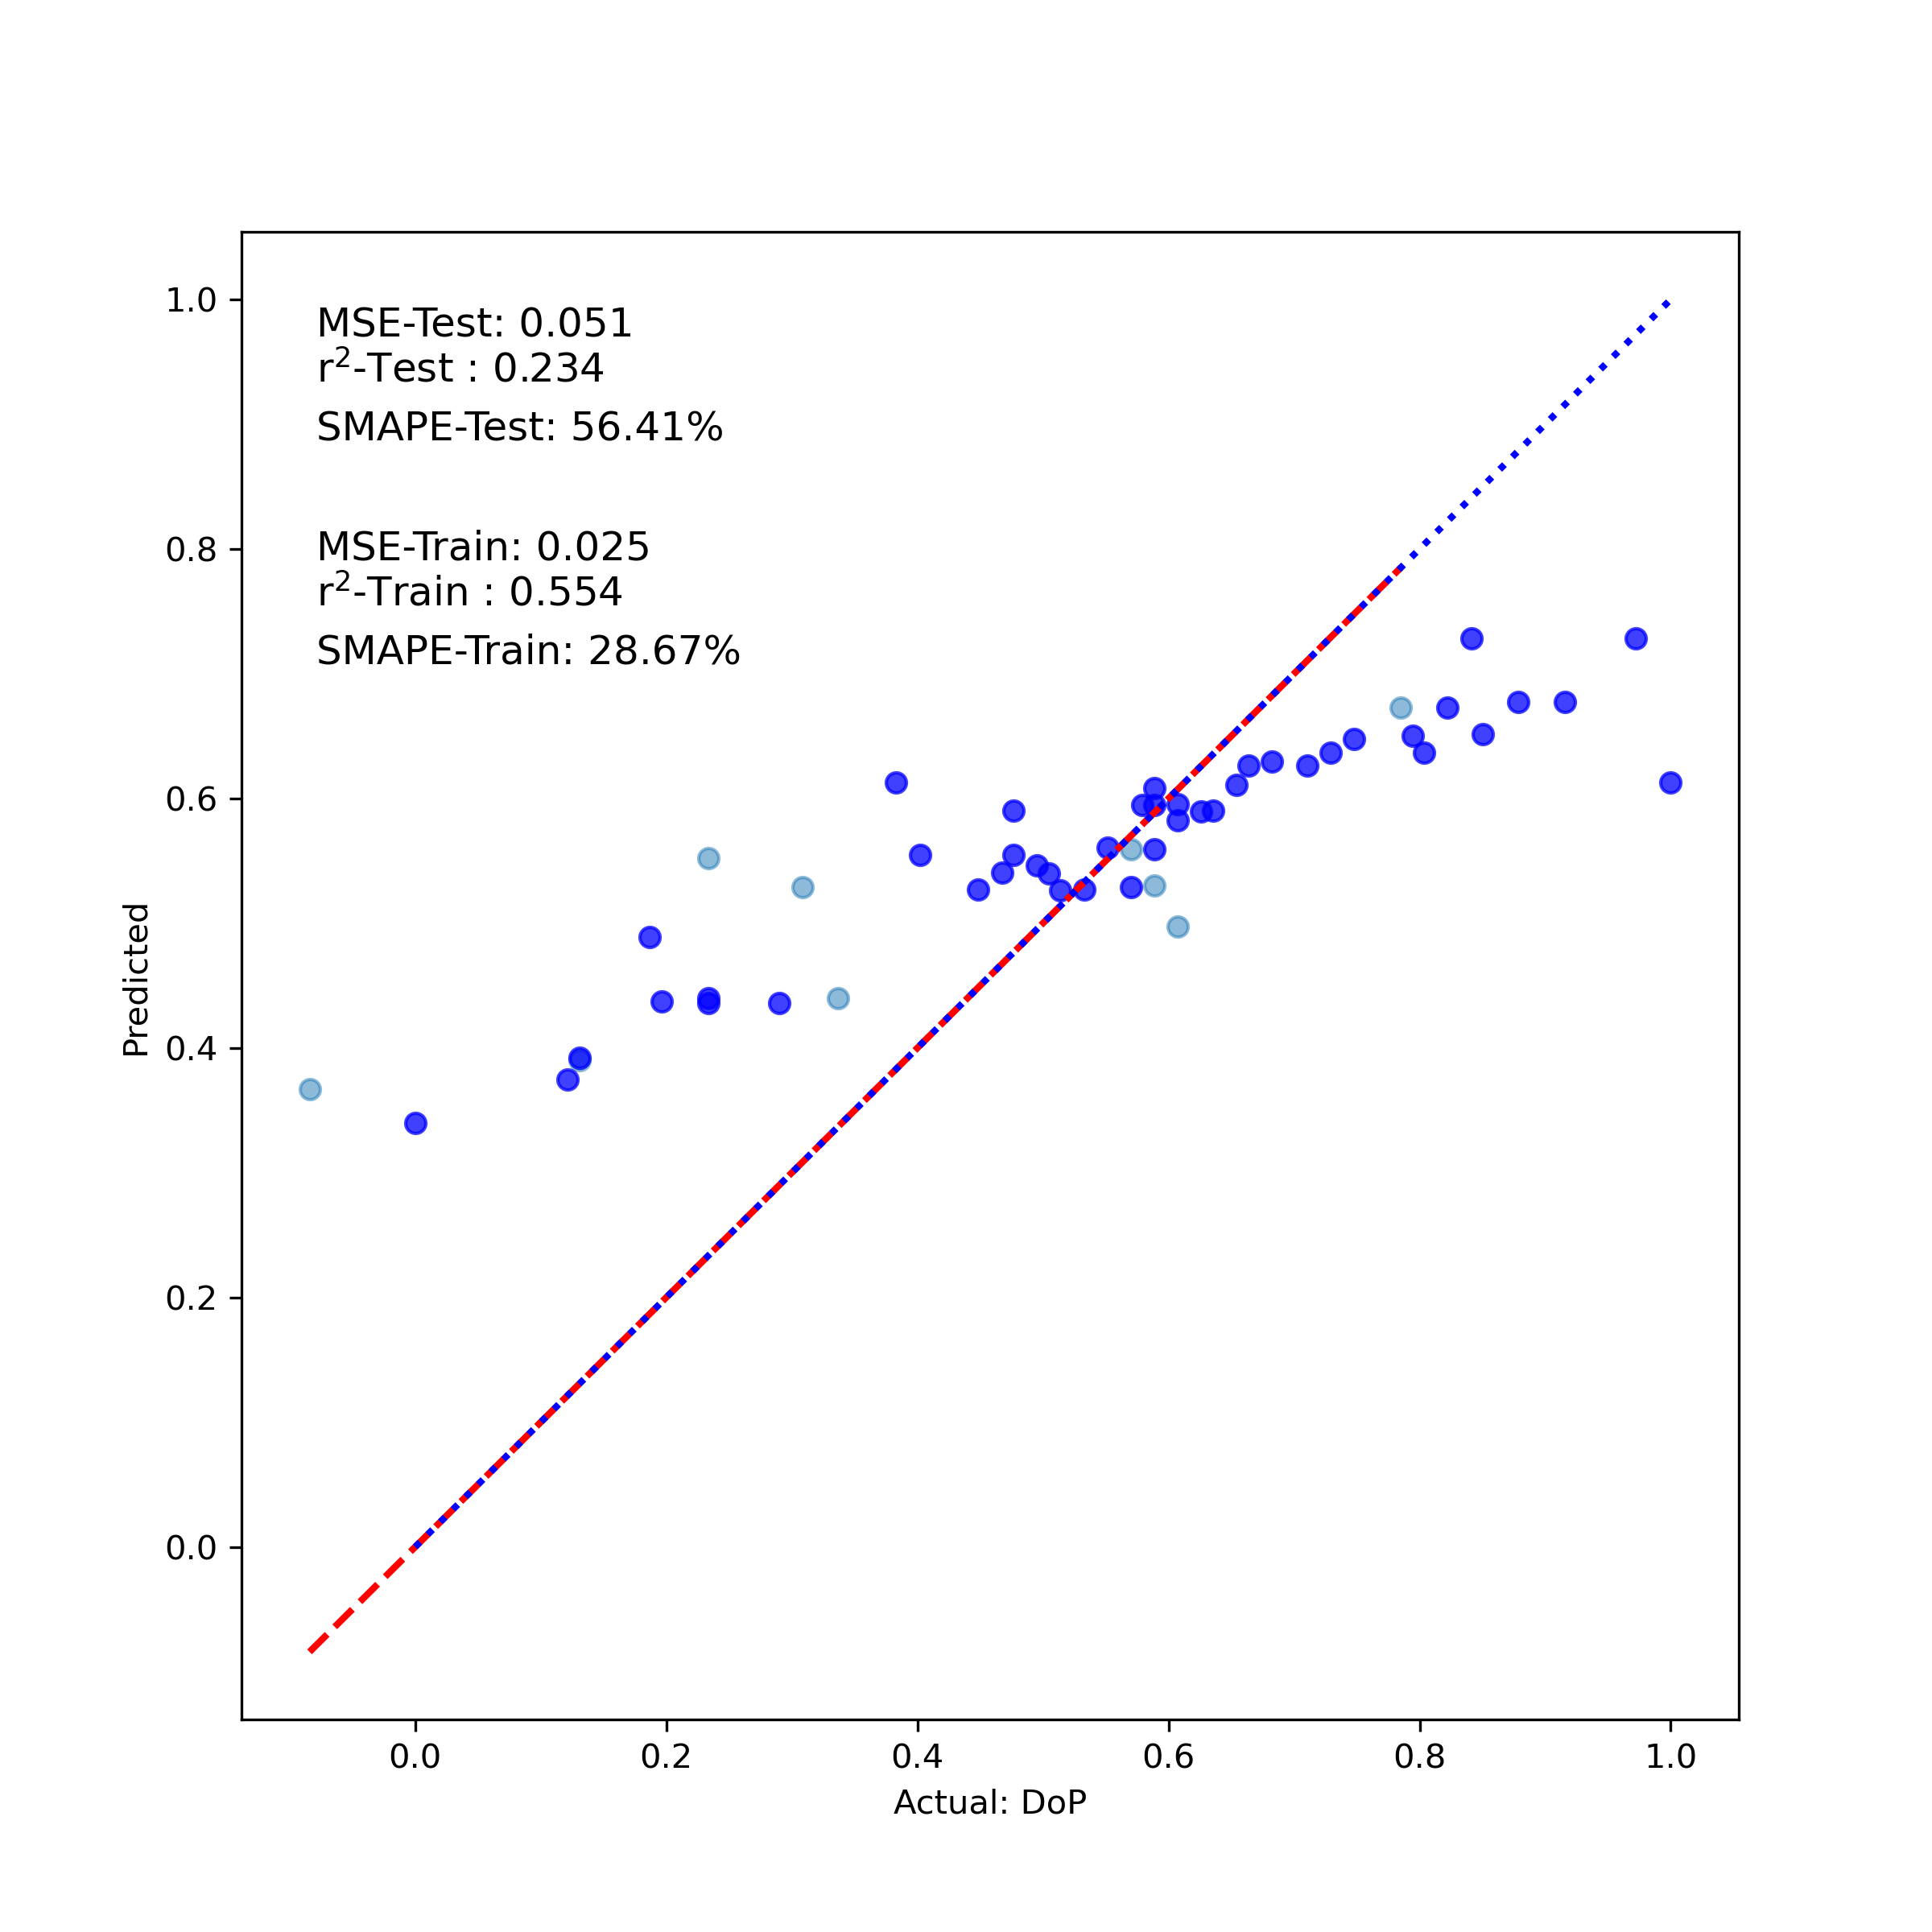 MSE-Test: 0.051
r²-Test : 0.234
SMAPE-Test: 56.41%
MSE-Train: 0.025
r²-Train : 0.554
SMAPE-Train: 28.67%
1.0
0.8
0.6
0.4
0.2
0.0
Predicted
0.0 0.2 0.4 0.6 0.8 1.0
Actual: DoP